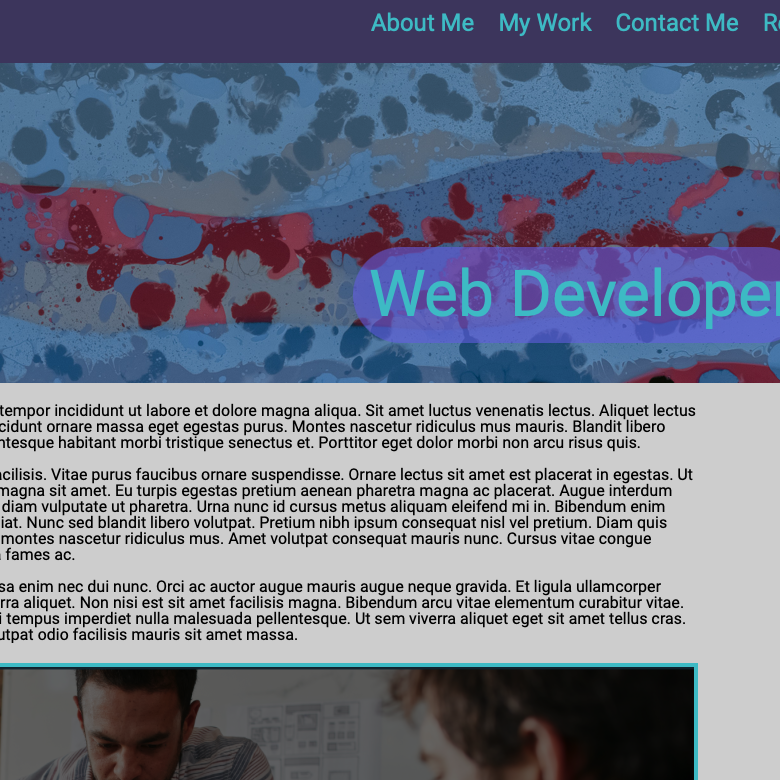 About Me My Work Contact Me
Web Developer
tempor incididunt ut labore et dolore magna aliqua. Sit amet luctus venenatis lectus. Aliquet lectus
ornare massa eget egestas purus. Montes nascetur ridiculus mus mauris. Blandit libero
habitant morbi tristique senectus et. Porttitor eget dolor morbi non arcu risus quis.
Vitae purus faucibus ornare suspendisse. Ornare lectus sit amet est placerat in egestas. Ut
magna sit amet. Eu turpis egestas pretium aenean pharetra magna ac placerat. Augue interdum
diam vulputate ut pharetra. Urna nunc id cursus metus aliquam eleifend mi in. Bibendum enim
Nunc sed blandit libero volutpat. Pretium nibh ipsum consequat nisl vel pretium. Diam quis
montes nascetur ridiculus mus. Amet volutpat consequat mauris nunc. Cursus vitae congue
fames ac.
enim nec dui nunc. Orci ac auctor augue mauris augue neque gravida. Et ligula ullamcorper
aliquet. Non nisi est sit amet facilisis magna. Bibendum arcu vitae elementum curabitur vitae.
tempus imperdiet nulla malesuada pellentesque. Ut sem viverra aliquet eget sit amet tellus cras.
odio facilisis mauris sit amet massa.